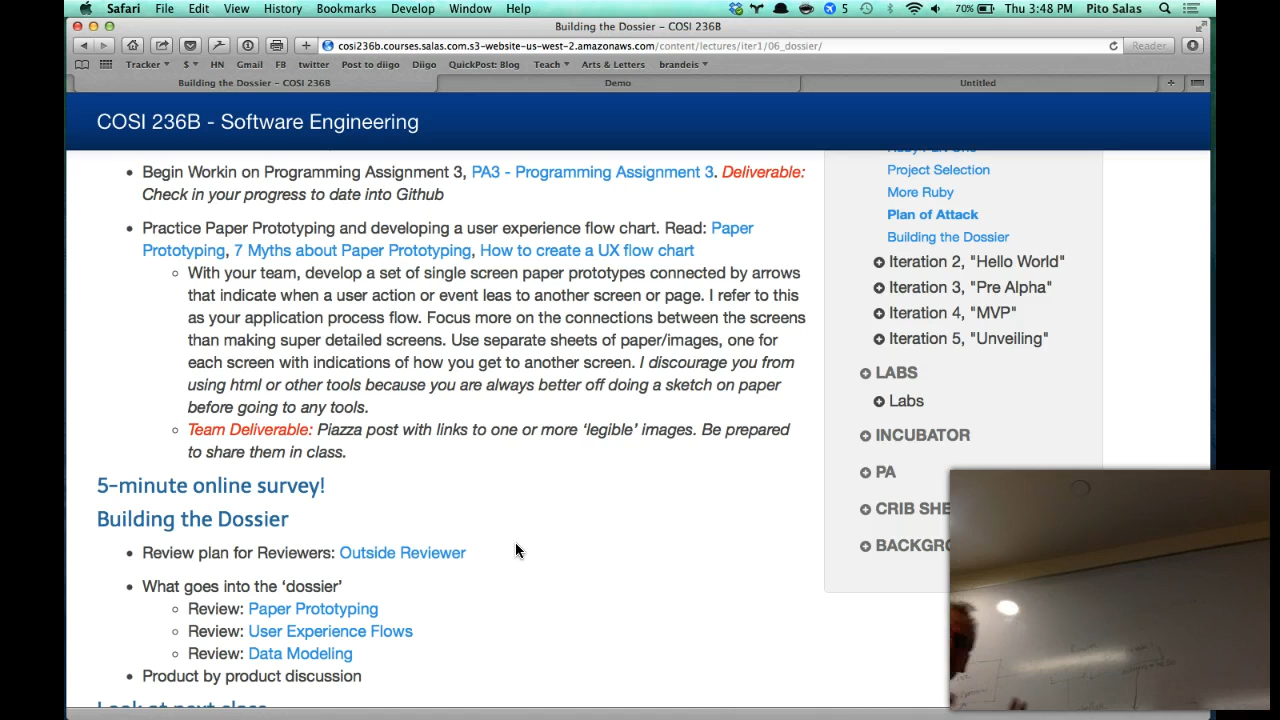 Safari File Edit View History Bookmarks Develop Window Help 5 70% Thu 3:48 PM Pito Salas
Building the Dossier - COSI 236B
cosi236b.courses.salas.com.s3-website-us-west-2.amazonaws.com/content/lectures/iter1/06_dossier/ Reader
Tracker $ HN Gmail FB twitter Post to diigo Diigo QuickPost: Blog Teach Arts & Letters brandeis
Building the Dossier - COSI 236B Demo Untitled
COSI 236B - Software Engineering
Begin Workin on Programming Assignment 3, PA3 - Programming Assignment 3. Deliverable:
Check in your progress to date into Github
Practice Paper Prototyping and developing a user experience flow chart. Read: Paper
Prototyping, 7 Myths about Paper Prototyping, How to create a UX flow chart
With your team, develop a set of single screen paper prototypes connected by arrows
that indicate when a user action or event leas to another screen or page. I refer to this
as your application process flow. Focus more on the connections between the screens
than making super detailed screens. Use separate sheets of paper/images, one for
each screen with indications of how you get to another screen. I discourage you from
using html or other tools because you are always better off doing a sketch on paper
before going to any tools.
Team Deliverable: Piazza post with links to one or more ‘legible’ images. Be prepared
to share them in class.
5-minute online survey!
Building the Dossier
Review plan for Reviewers: Outside Reviewer
What goes into the ‘dossier’
Review: Paper Prototyping
Review: User Experience Flows
Review: Data Modeling
Product by product discussion
Look at next class
Project Selection
More Ruby
Plan of Attack
Building the Dossier
Iteration 2, "Hello World"
Iteration 3, "Pre Alpha"
Iteration 4, "MVP"
Iteration 5, "Unveiling"
LABS
Labs
INCUBATOR
PA
CRIB SHE
BACKGRO